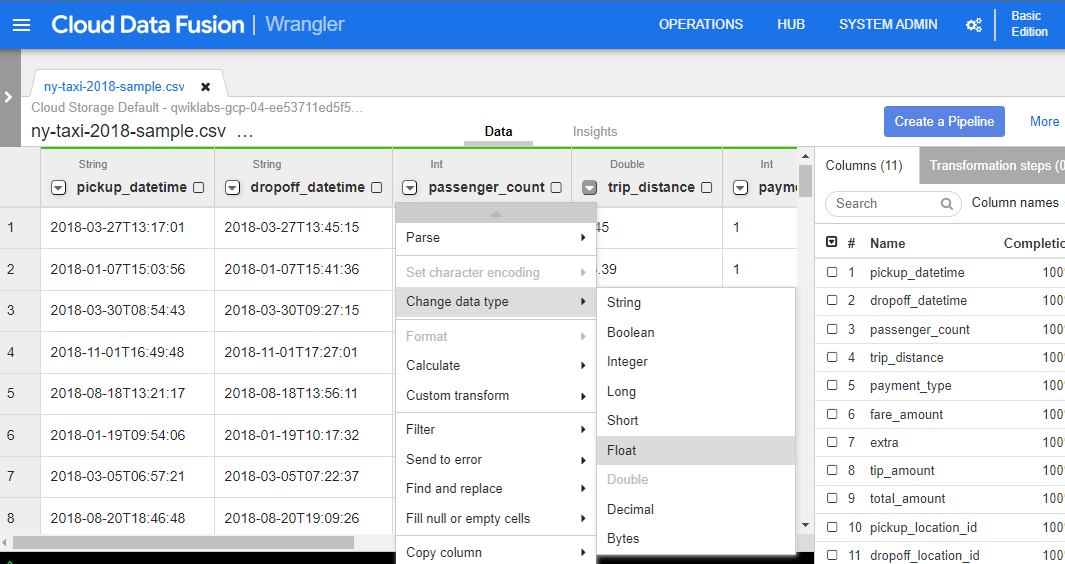 Cloud Data Fusion | Wrangler
OPERATIONS
HUB
SYSTEM ADMIN
Basic
Edition
ny-taxi-2018-sample.csv
Cloud Storage Default - qwiklabs-gcp-04-ee53711ed5f5...
ny-taxi-2018-sample.csv ...
Data
Insights
Create a Pipeline
More
String
String
Int
Double
Int
pickup_datetime
dropoff_datetime
passenger_count
trip_distance
paym
1 2018-03-27T13:17:01 2018-03-27T13:45:15 45 1
2 2018-01-07T15:03:56 2018-01-07T15:41:36 .39 1
3 2018-03-30T08:54:43 2018-03-30T09:27:15
4 2018-11-01T16:49:48 2018-11-01T17:27:01
5 2018-08-18T13:21:17 2018-08-18T13:56:11
6 2018-01-19T09:54:06 2018-01-19T10:17:32
7 2018-03-05T06:57:21 2018-03-05T07:22:37
8 2018-08-20T18:46:48 2018-08-20T19:09:26
Parse
Set character encoding
Change data type
Format
Calculate
Custom transform
Filter
Send to error
Find and replace
Fill null or empty cells
Copy column
String
Boolean
Integer
Long
Short
Float
Double
Decimal
Bytes
Columns (11)
Transformation steps (0
Search
Column names
# Name Completio
1 pickup_datetime 100
2 dropoff_datetime 100
3 passenger_count 100
4 trip_distance 100
5 payment_type 100
6 fare_amount 100
7 extra 100
8 tip_amount 100
9 total_amount 100
10 pickup_location_id 100
11 dropoff_location_id 100